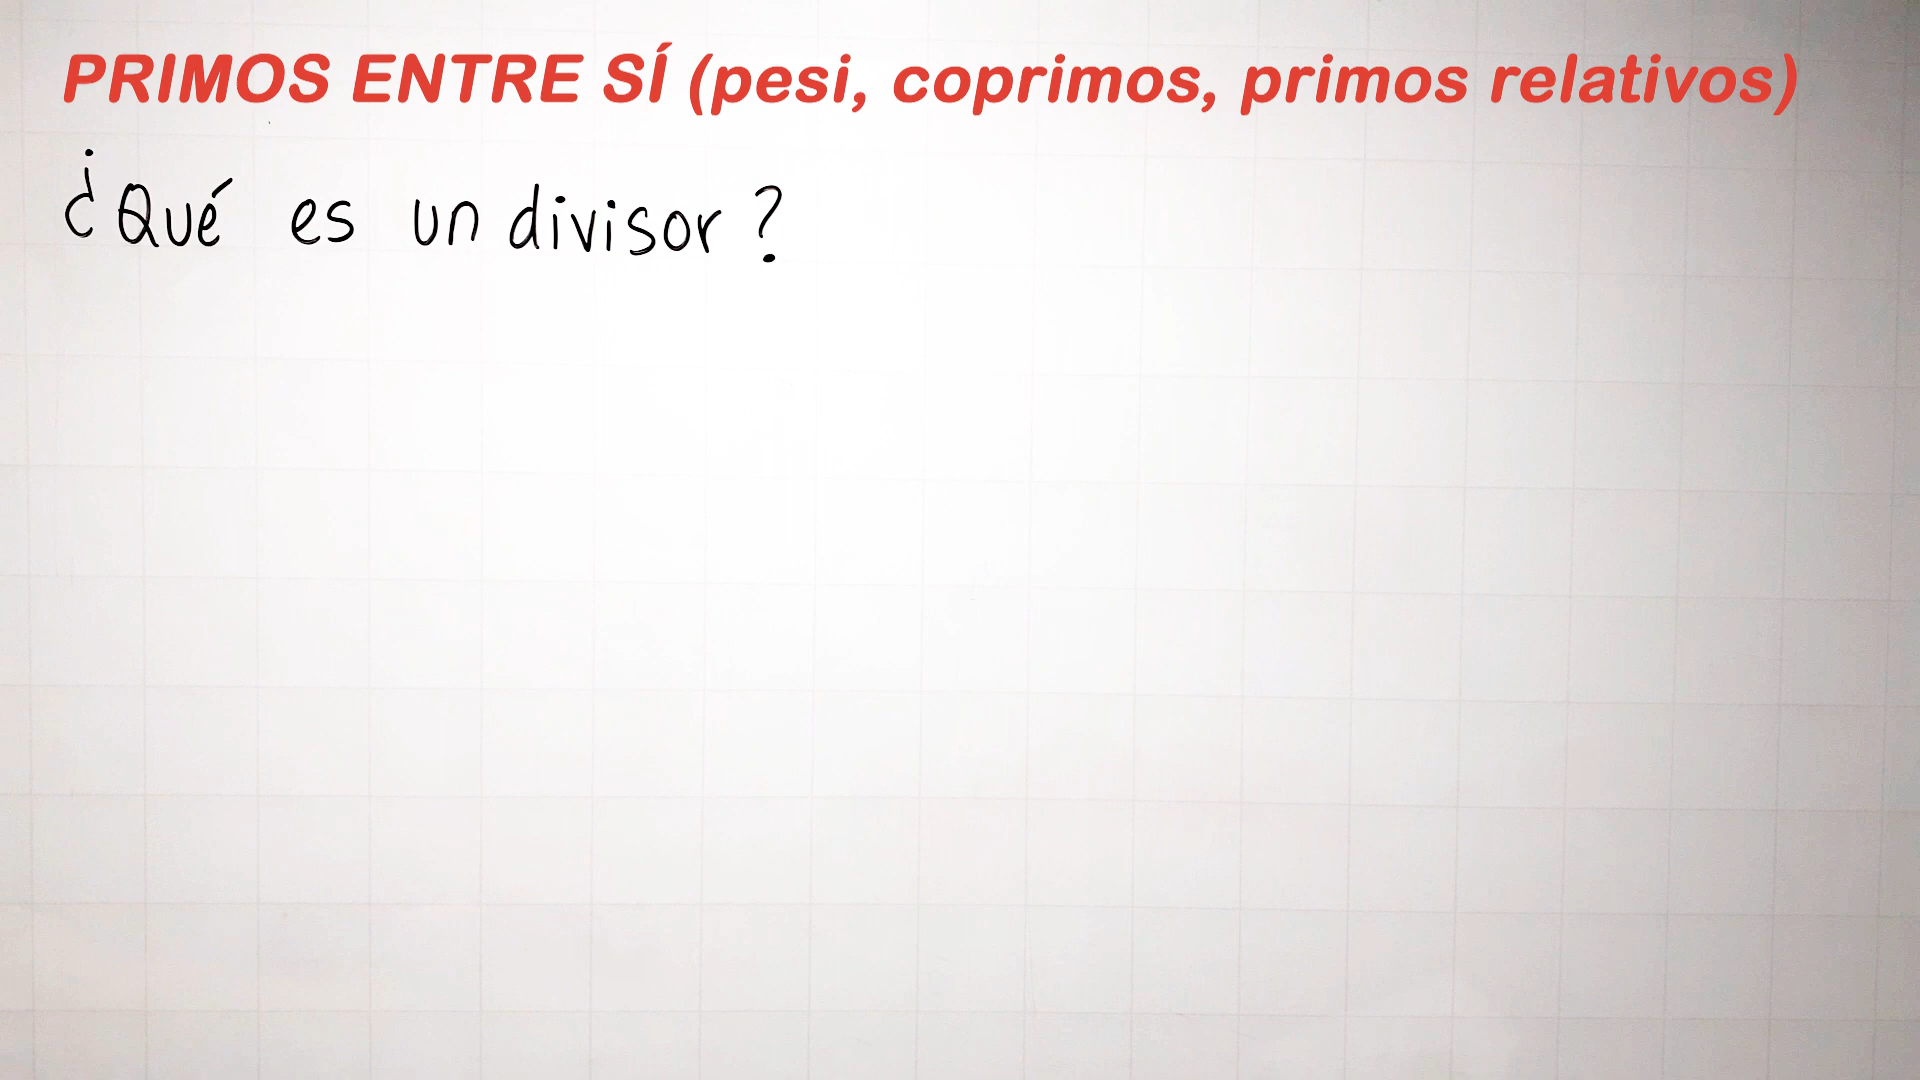 PRIMOS ENTRE SÍ (pesi, coprimos, primos relativos)
¿Qué es un divisor?